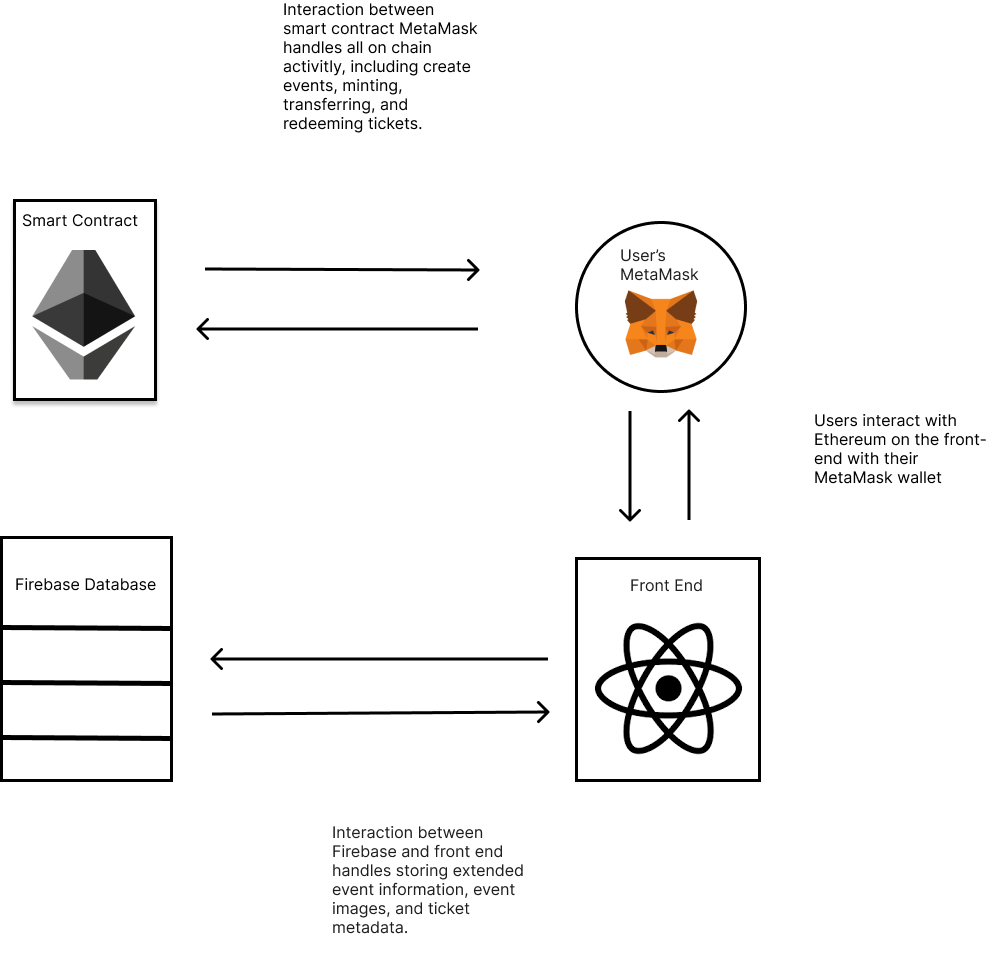 Interaction between
smart contract MetaMask
handles all on chain
activitly, including create
events, minting,
transferring, and
redeeming tickets.
Smart Contract
User’s
MetaMask
Users interact with
Ethereum on the front-
end with their
MetaMask wallet
Firebase Database
Front End
Interaction between
Firebase and front end
handles storing extended
event information, event
images, and ticket
metadata.